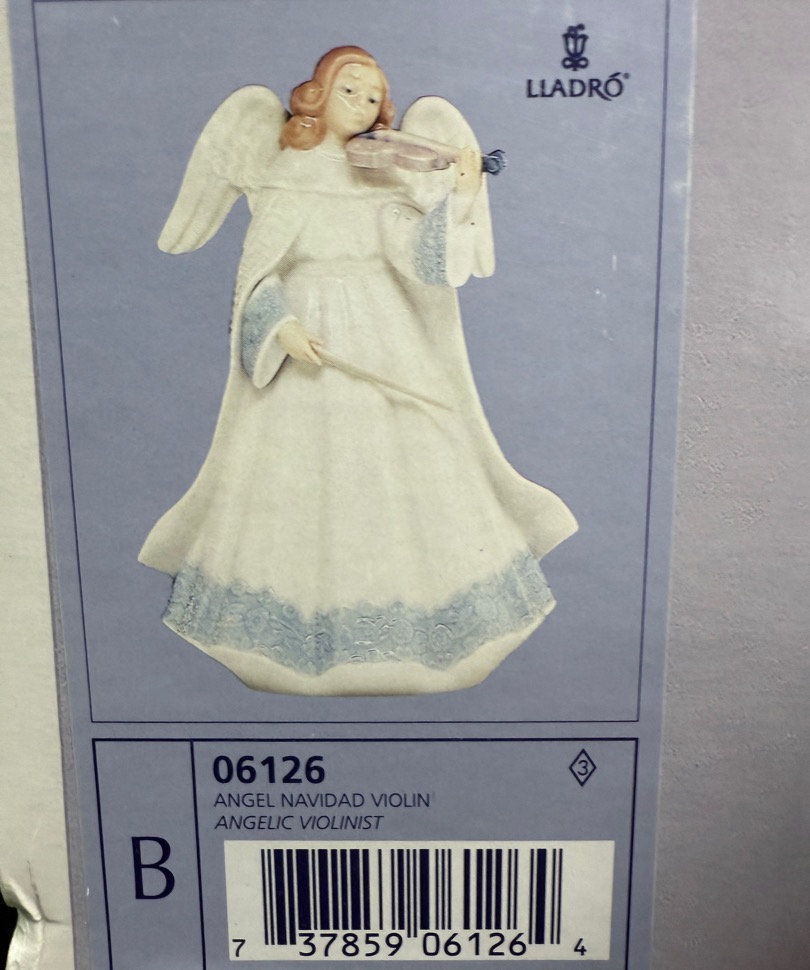 LLADRÓ®
06126
3
ANGEL NAVIDAD VIOLIN
ANGELIC VIOLINIST
B
7 37859 06126 4